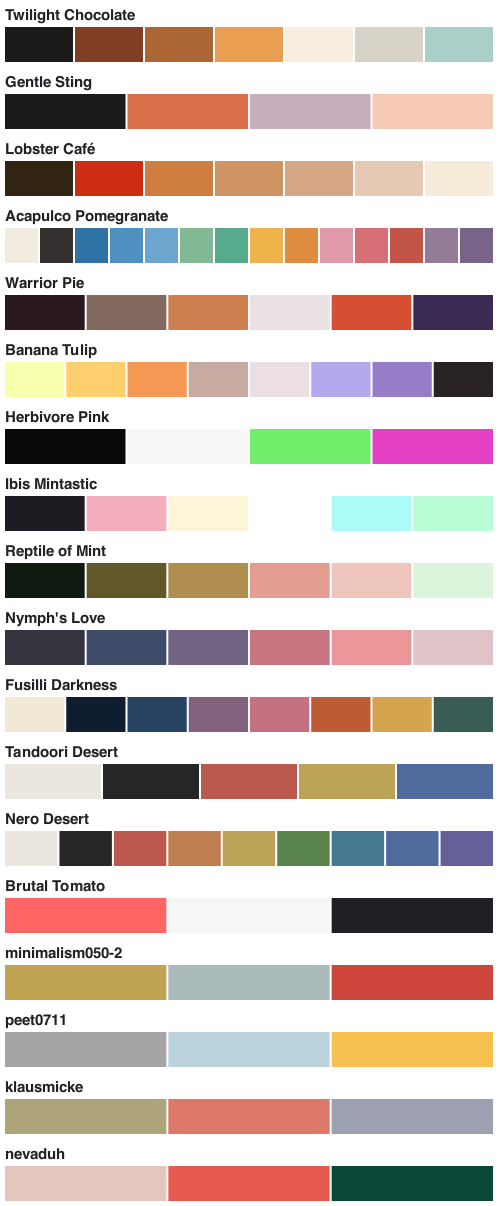 Twilight Chocolate
Gentle Sting
Lobster Café
Acapulco Pomegranate
Warrior Pie
Banana Tulip
Herbivore Pink
Ibis Mintastic
Reptile of Mint
Nymph's Love
Fusilli Darkness
Tandoori Desert
Nero Desert
Brutal Tomato
minimalism050-2
peet0711
klausmicke
nevaduh